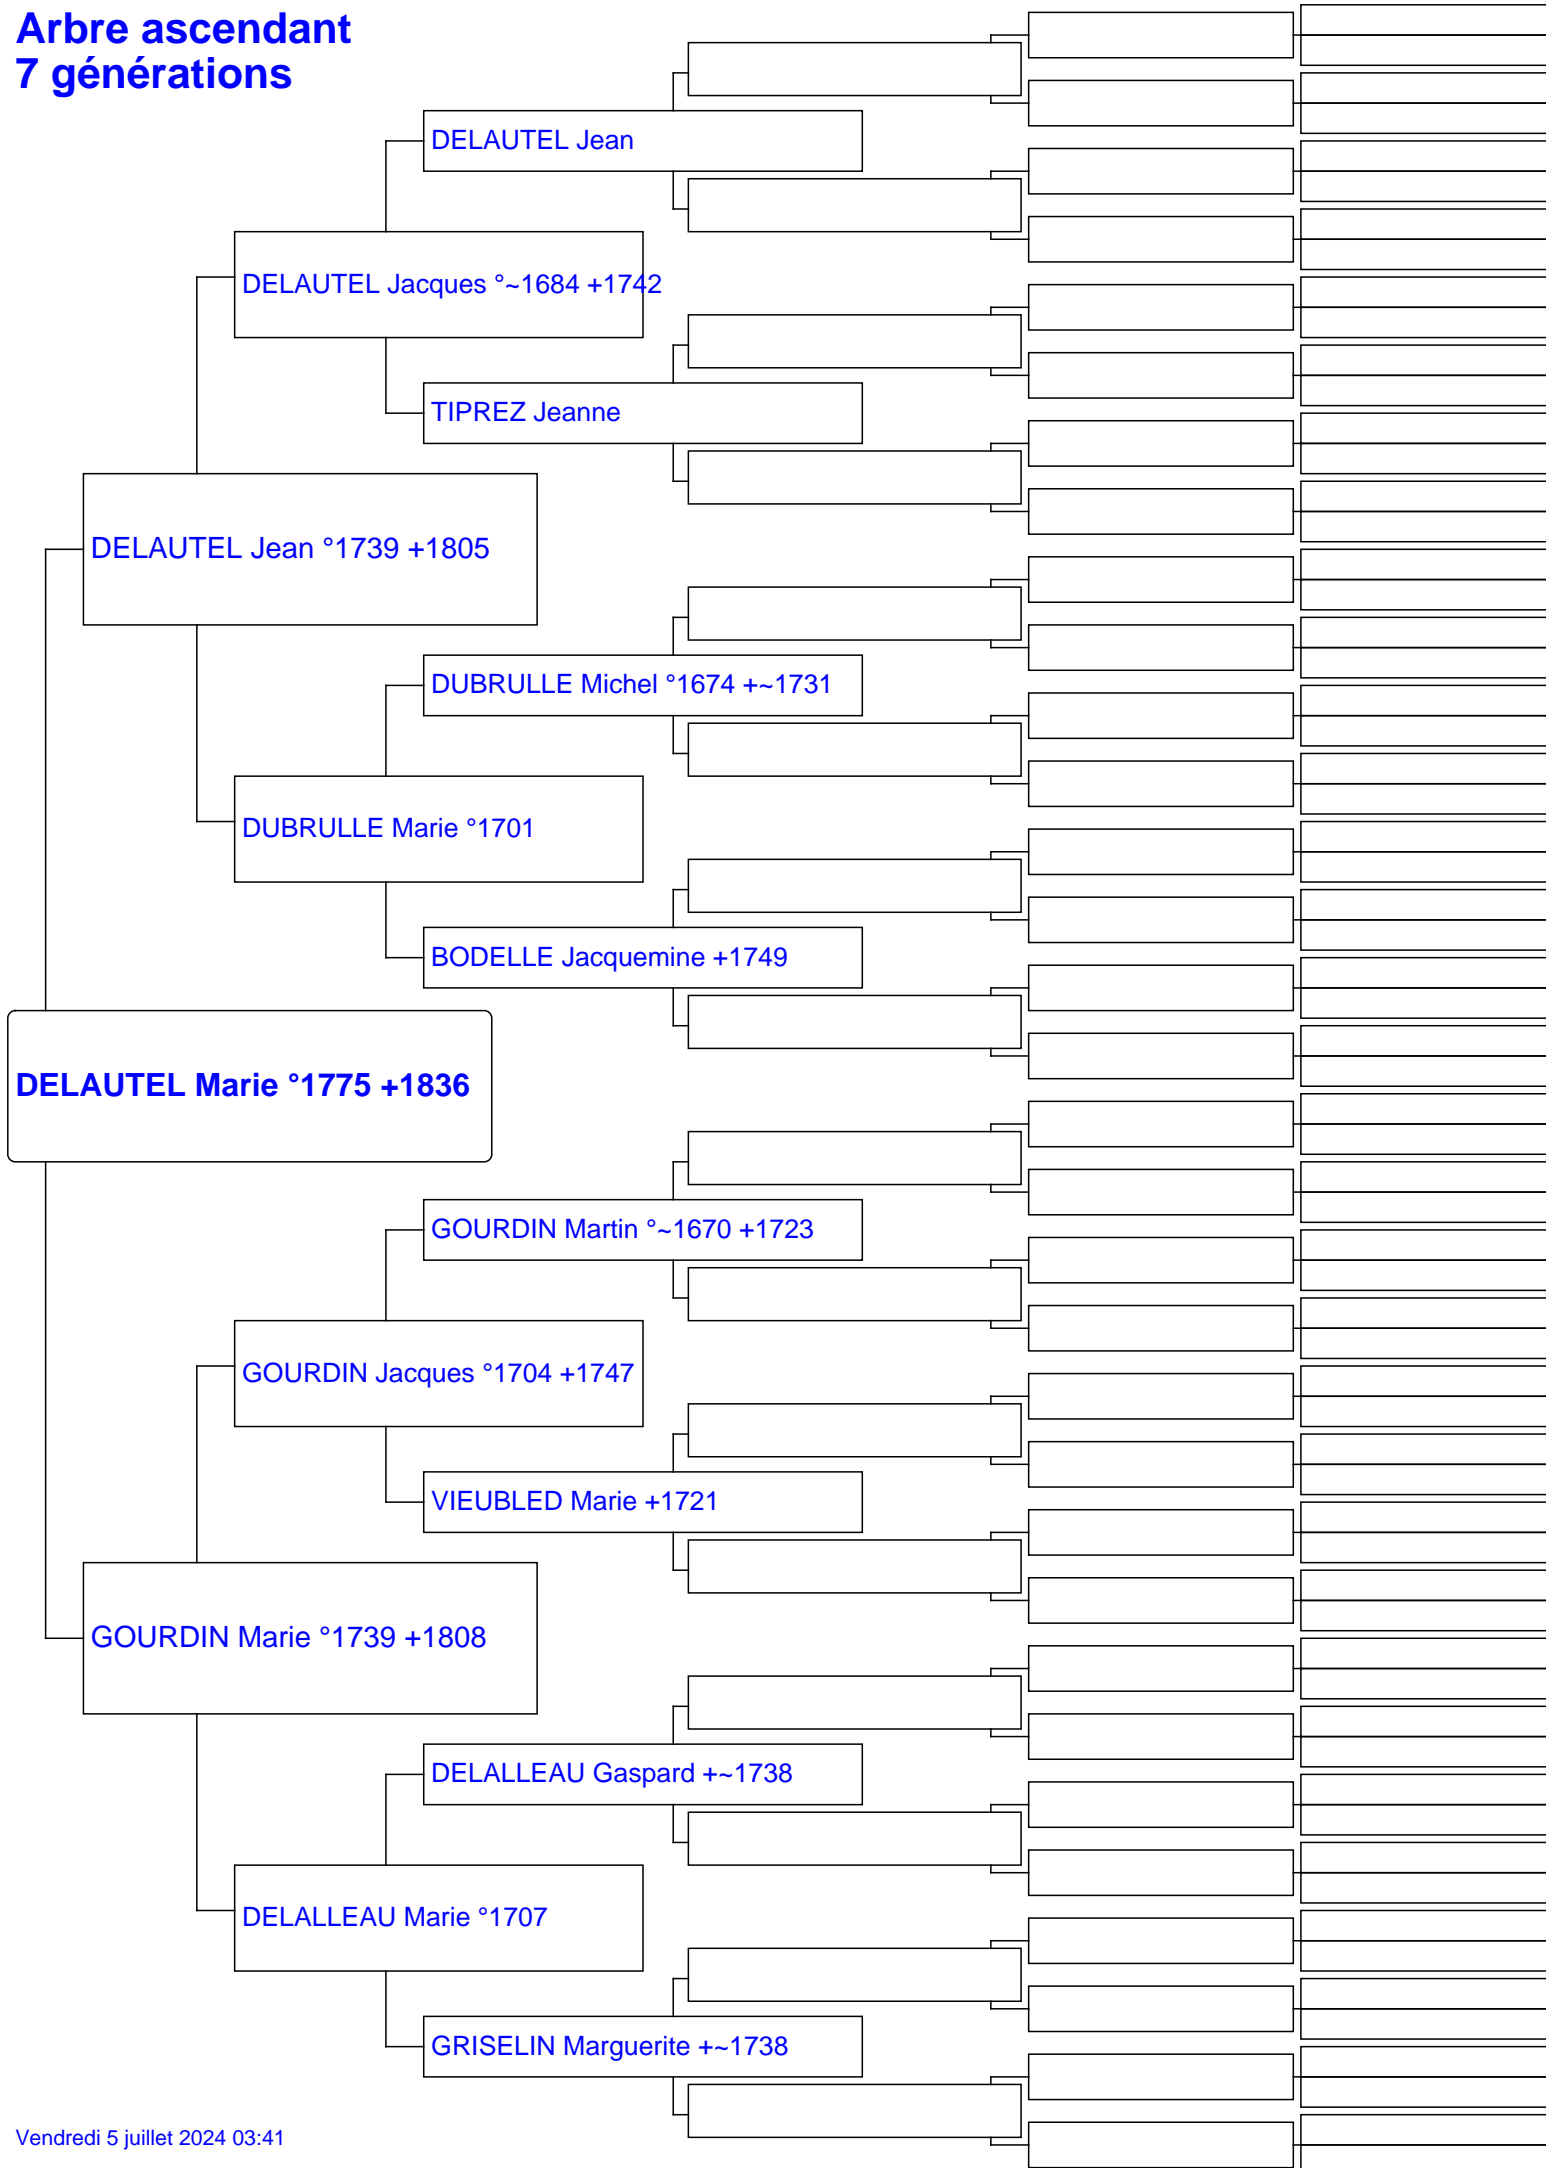 Arbre ascendant
7 générations
DELAUTEL Jean
DELAUTEL Jacques °~1684 +1742
TIPREZ Jeanne
DELAUTEL Jean °1739 +1805
DUBRULLE Michel °1674 +~1731
DUBRULLE Marie °1701
BODELLE Jacquemine +1749
DELAUTEL Marie °1775 +1836
GOURDIN Martin °~1670 +1723
GOURDIN Jacques °1704 +1747
VIEUBLED Marie +1721
GOURDIN Marie °1739 +1808
DELALLEAU Gaspard +~1738
DELALLEAU Marie °1707
GRISELIN Marguerite +~1738
Vendredi 5 juillet 2024 03:41